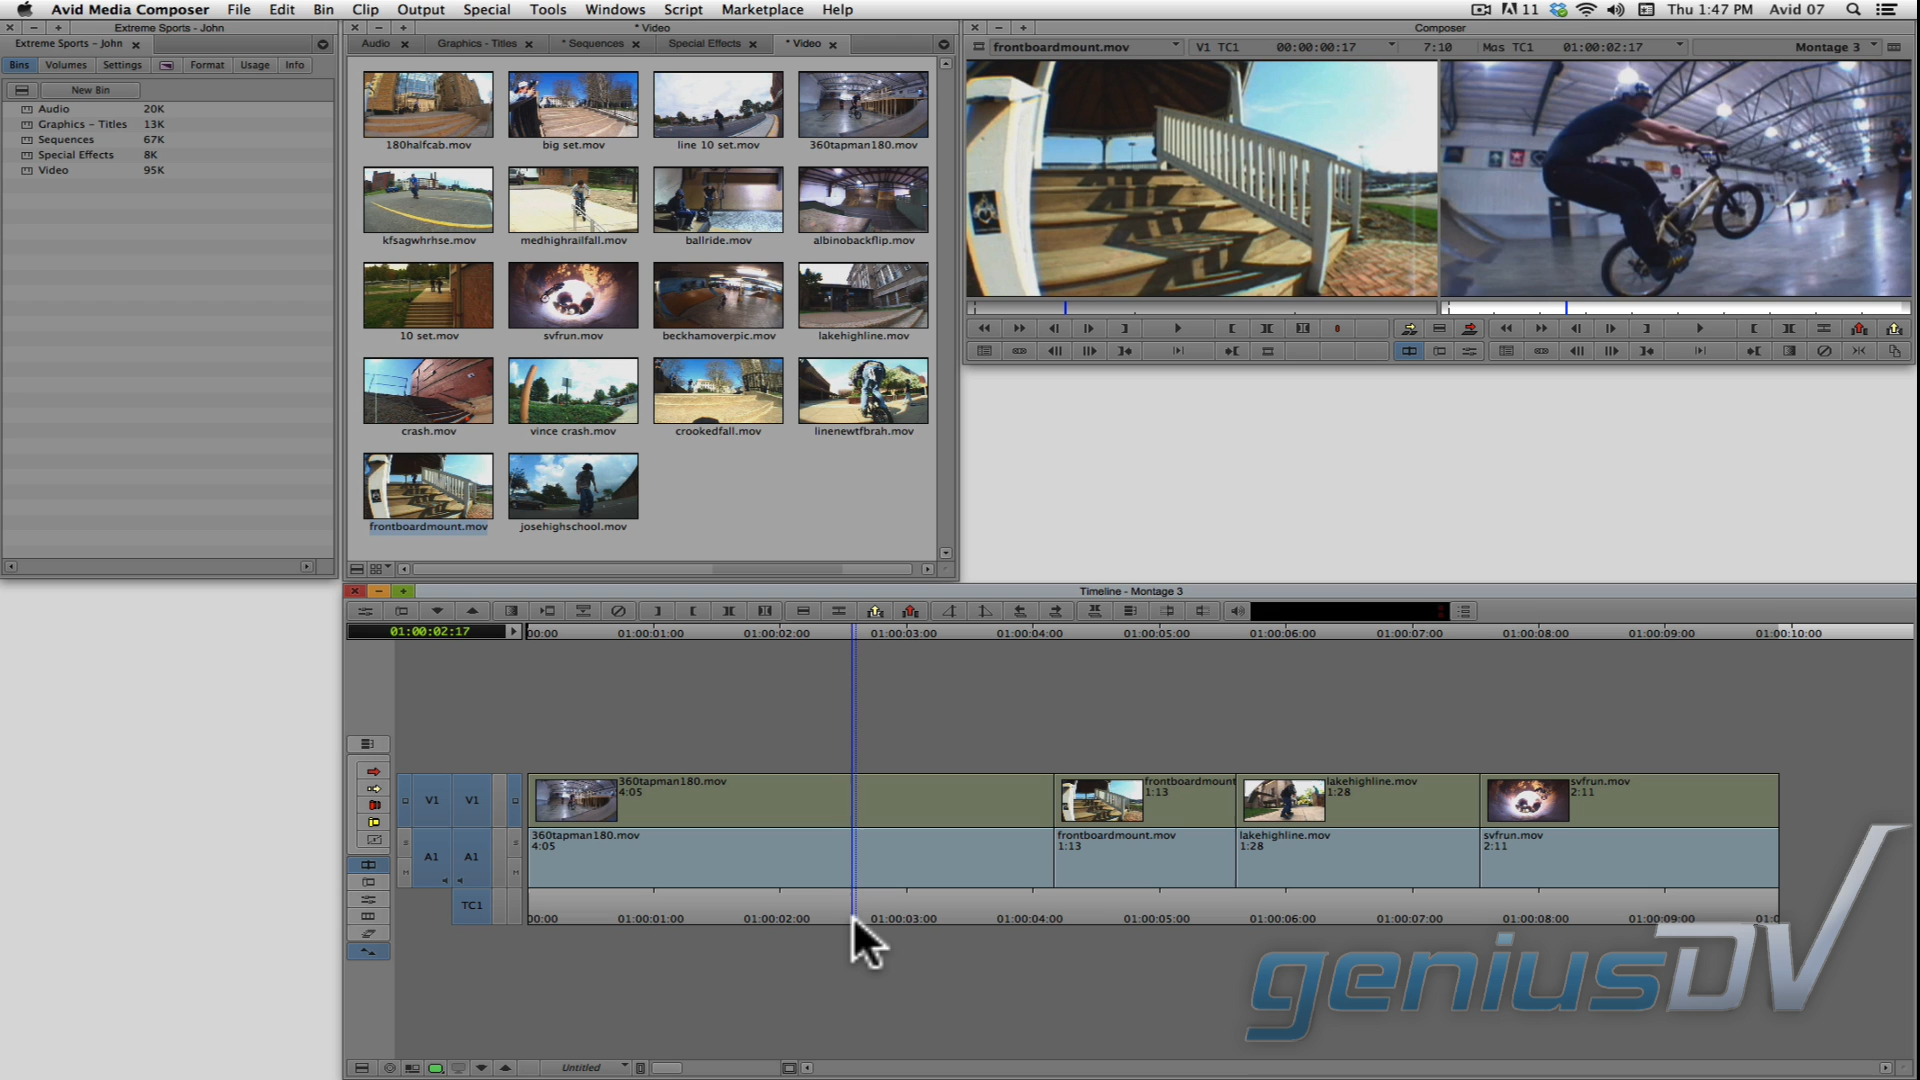 Avid Media Composer File Edit Bin Clip Output Special Tools Windows Script Marketplace Help 11 Thu 1:47 PM Avid 07
Extreme Sports - John
Extreme Sports - John
Bins Volumes Settings Format Usage Info
New Bin
Audio 20K
Graphics - Titles 13K
Sequences 67K
Special Effects 8K
Video 95K
* Video
Audio Graphics - Titles * Sequences Special Effects * Video
180halfcab.mov big set.mov line 10 set.mov 360tapman180.mov
kfsagwhrhse.mov medhighrailfall.mov ballride.mov albinobackflip.mov
10 set.mov svfrun.mov beckhamoverpic.mov lakehighline.mov
crash.mov vince crash.mov crookedfall.mov linenewtfbrah.mov
frontboardmount.mov josehighschool.mov
Composer
frontboardmount.mov V1 TC1 00:00:00:17 7:10 Mas TC1 01:00:02:17 Montage 3
Timeline - Montage 3
01:00:02:17 00:00 01:00:01:00 01:00:02:00 01:00:03:00 01:00:04:00 01:00:05:00 01:00:06:00 01:00:07:00 01:00:08:00 01:00:09:00 01:00:10:00
V1 V1
360tapman180.mov frontboardmount lakehighline.mov svfrun.mov
4:05 1:13 1:28 2:11
A1 A1
360tapman180.mov frontboardmount.mov lakehighline.mov svfrun.mov
4:05 1:13 1:28 2:11
S S
M M
TC1
00:00 01:00:01:00 01:00:02:00 01:00:03:00 01:00:04:00 01:00:05:00 01:00:06:00 01:00:07:00 01:00:08:00 01:00:09:00 01:0
geniusDV
Untitled